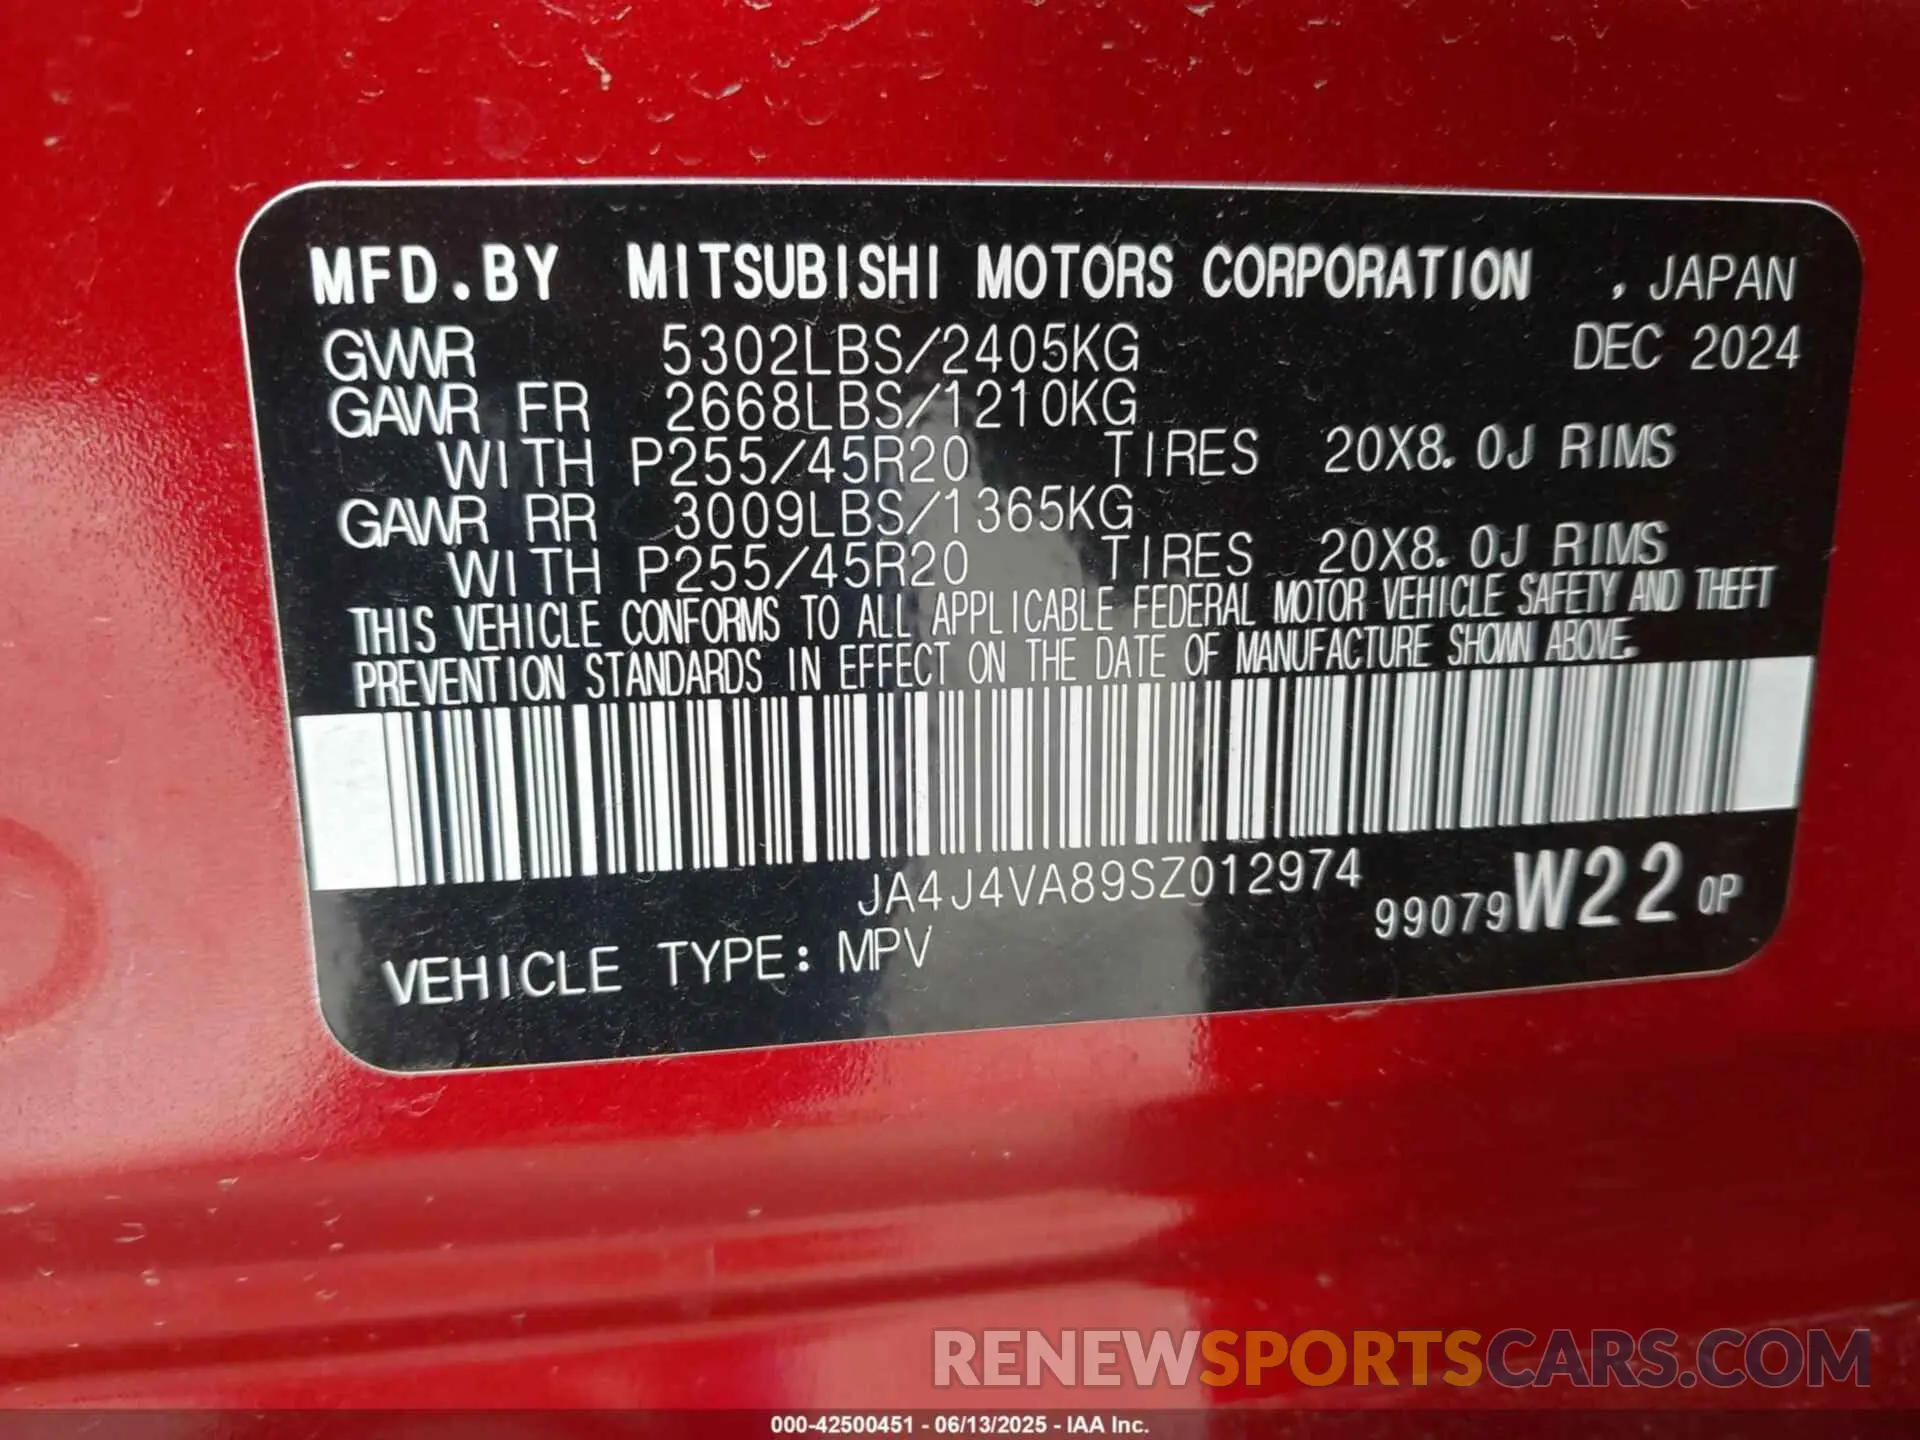 MFD.BY MITSUBISHI MOTORS CORPORATION , JAPAN
GVWR 5302LBS/2405KG DEC 2024
GAWR FR 2668LBS/1210KG
WITH P255/45R20 TIRES 20X8.0J RIMS
GAWR RR 3009LBS/1365KG
WITH P255/45R20 TIRES 20X8.0J RIMS
THIS VEHICLE CONFORMS TO ALL APPLICABLE FEDERAL MOTOR VEHICLE SAFETY AND THEFT
PREVENTION STANDARDS IN EFFECT ON THE DATE OF MANUFACTURE SHOWN ABOVE.
JA4J4VA89SZ012974
99079W22 0P
VEHICLE TYPE: MPV
RENEWSPORTSCARS.COM
000-42500451 - 06/13/2025 - IAA Inc.